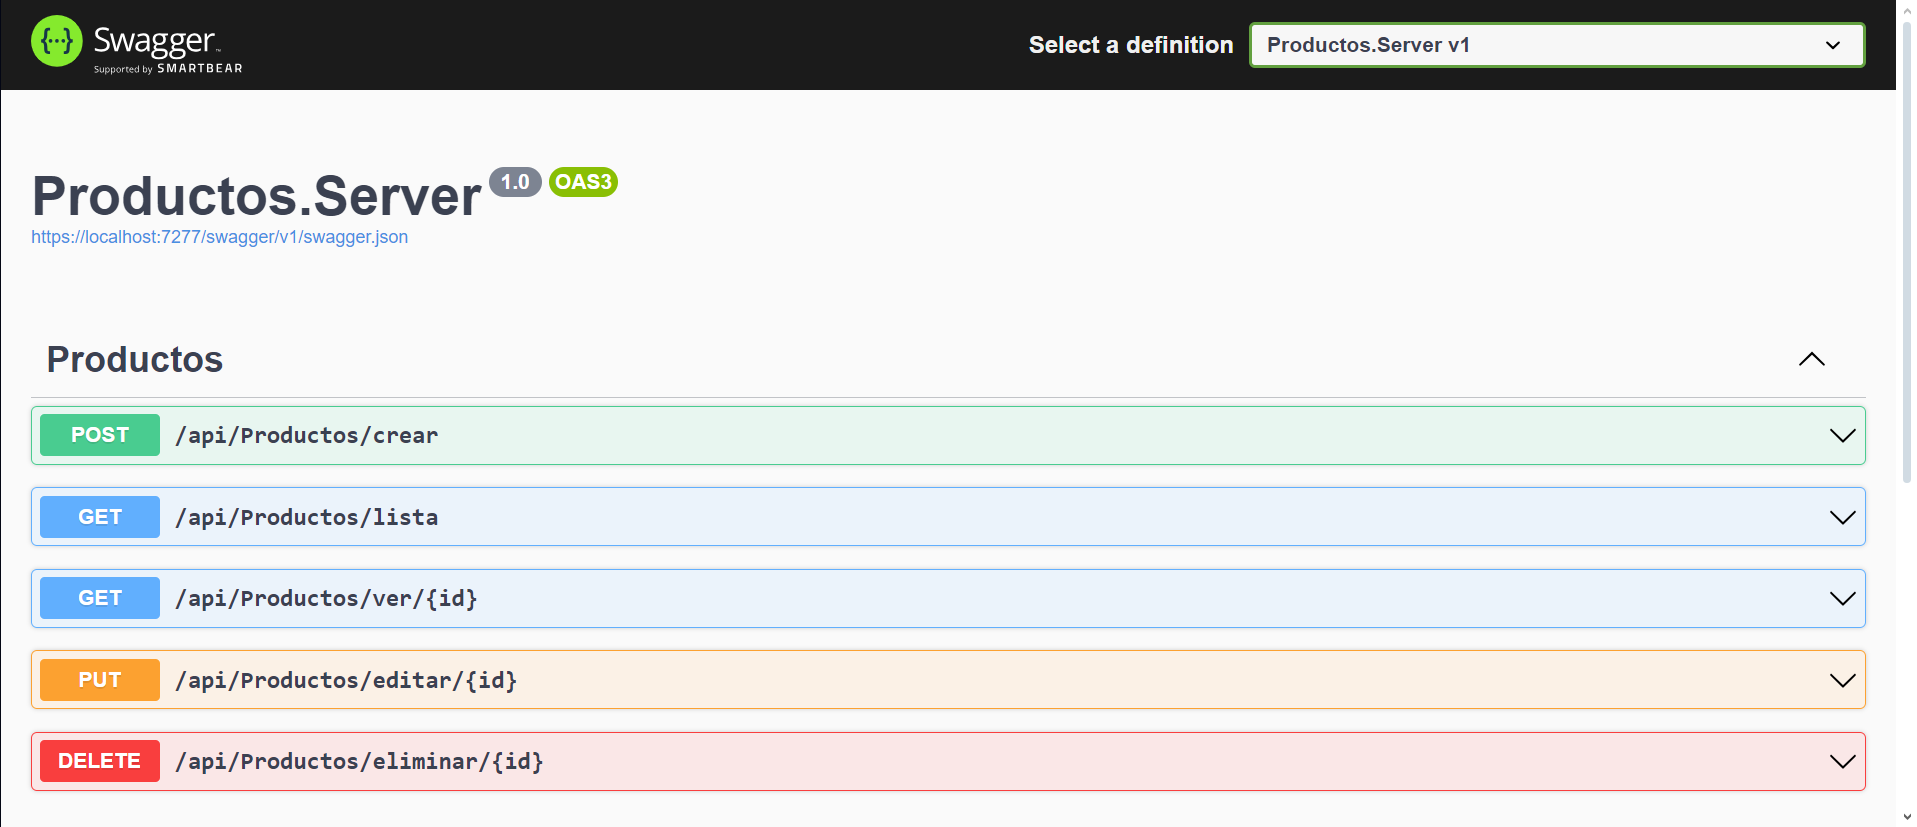 {···} Swagger™
Supported by SMARTBEAR
Select a definition
Productos.Server v1
Productos.Server 1.0 OAS3
https://localhost:7277/swagger/v1/swagger.json
Productos
POST /api/Productos/crear
GET /api/Productos/lista
GET /api/Productos/ver/{id}
PUT /api/Productos/editar/{id}
DELETE /api/Productos/eliminar/{id}